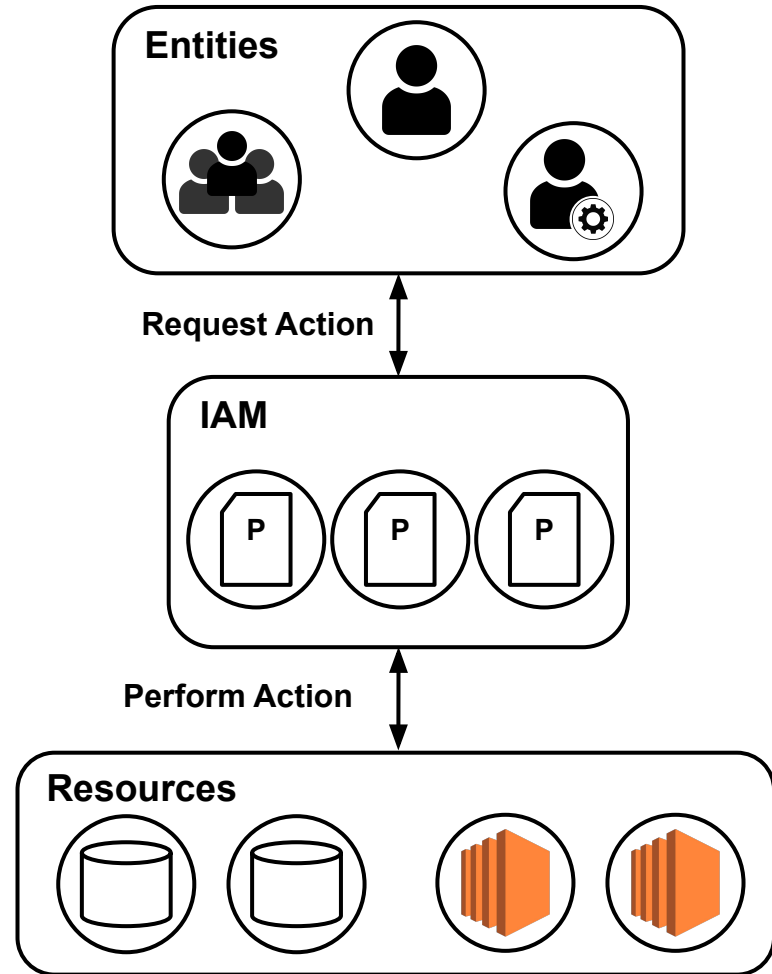 Entities
Request Action
IAM
P P P
Perform Action
Resources